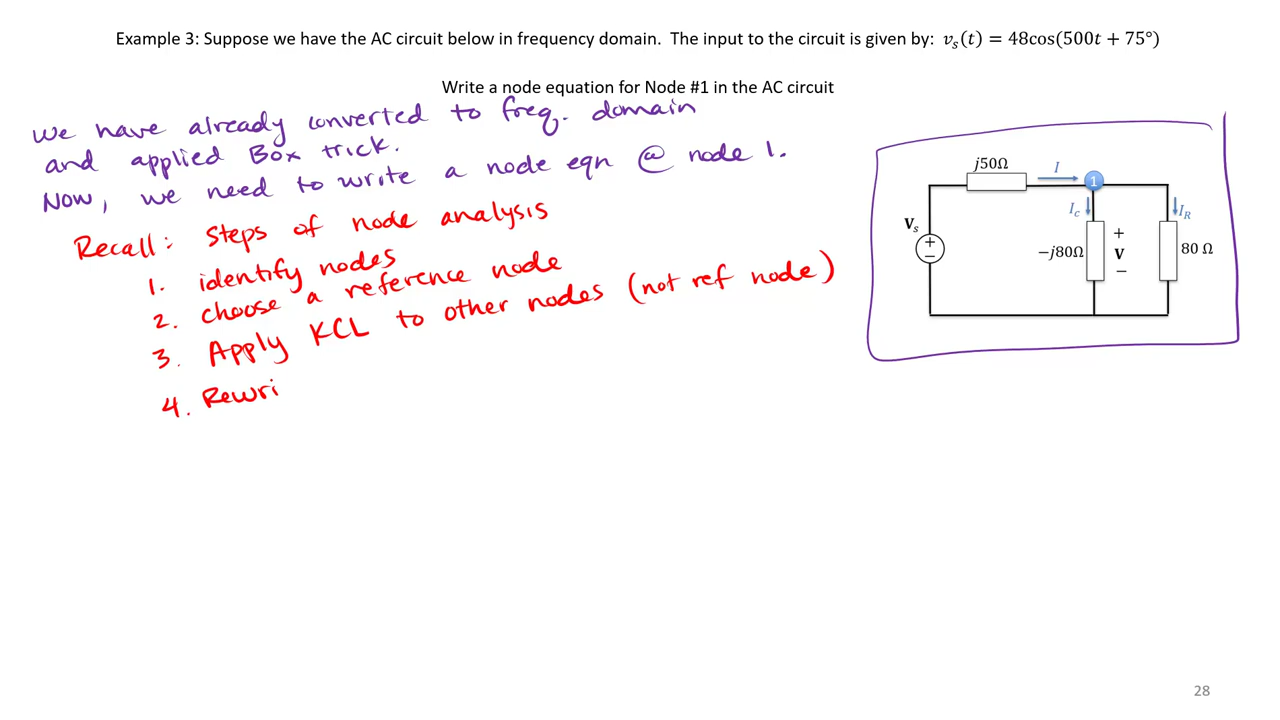 Example 3: Suppose we have the AC circuit below in frequency domain. The input to the circuit is given by: vₛ(t) = 48cos(500t + 75°)
Write a node equation for Node #1 in the AC circuit
We have already converted to freq. domain
and applied Box trick.
Now, we need to write a node eqn @ node 1.
Recall: Steps of node analysis
1. identify nodes
2. choose a reference node
3. Apply KCL to other nodes (not ref node)
4. Rewri
j50Ω
I
1
I_c
I_R
Vₛ
+
−
−j80Ω
+
V
−
80 Ω
28